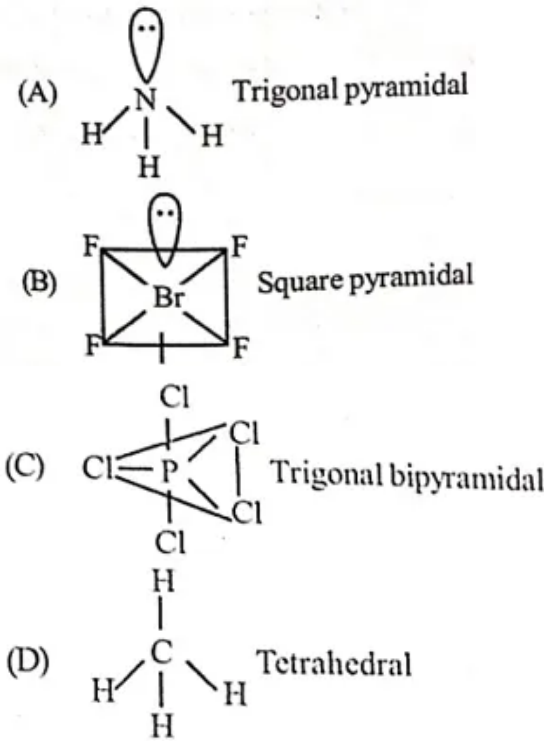 N
(A) Trigonal pyramidal
H H
H
F F
(B) Br Square pyramidal
F F
Cl
Cl
(C) Cl P Trigonal bipyramidal
Cl
Cl
H
(D) C Tetrahedral
H H
H